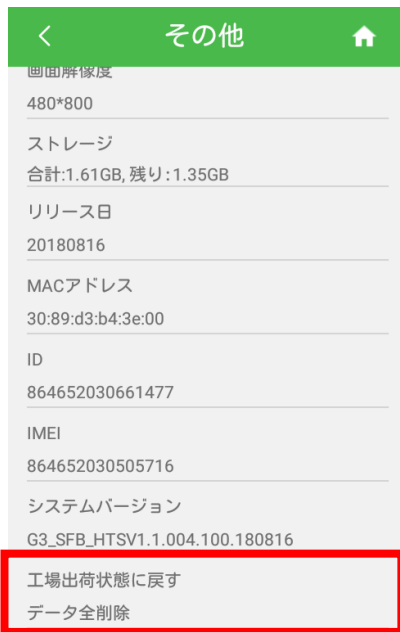 その他
画面解像度
480*800
ストレージ
合計:1.61GB, 残り:1.35GB
リリース日
20180816
MACアドレス
30:89:d3:b4:3e:00
ID
864652030661477
IMEI
864652030505716
システムバージョン
G3_SFB_HTSV1.1.004.100.180816
工場出荷状態に戻す
データ全削除